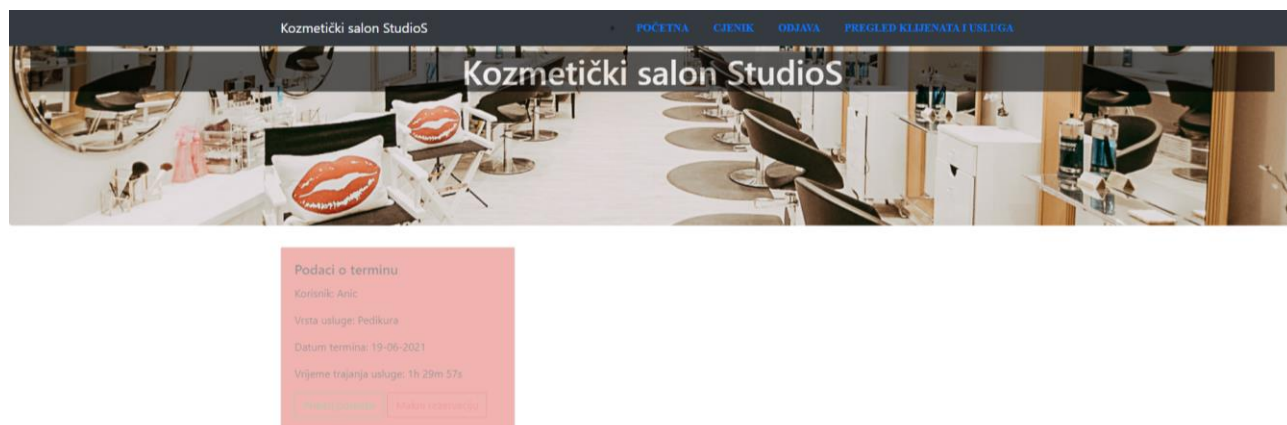 Kozmetički salon StudioS
POČETNA CJENIK ODJAVA PREGLED KLIJENATA I USLUGA
Kozmetički salon StudioS
Podaci o terminu
Korisnik: Anic
Vrsta usluge: Pedikura
Datum termina: 19-06-2021
Vrijeme trajanja usluge: 1h 29m 57s